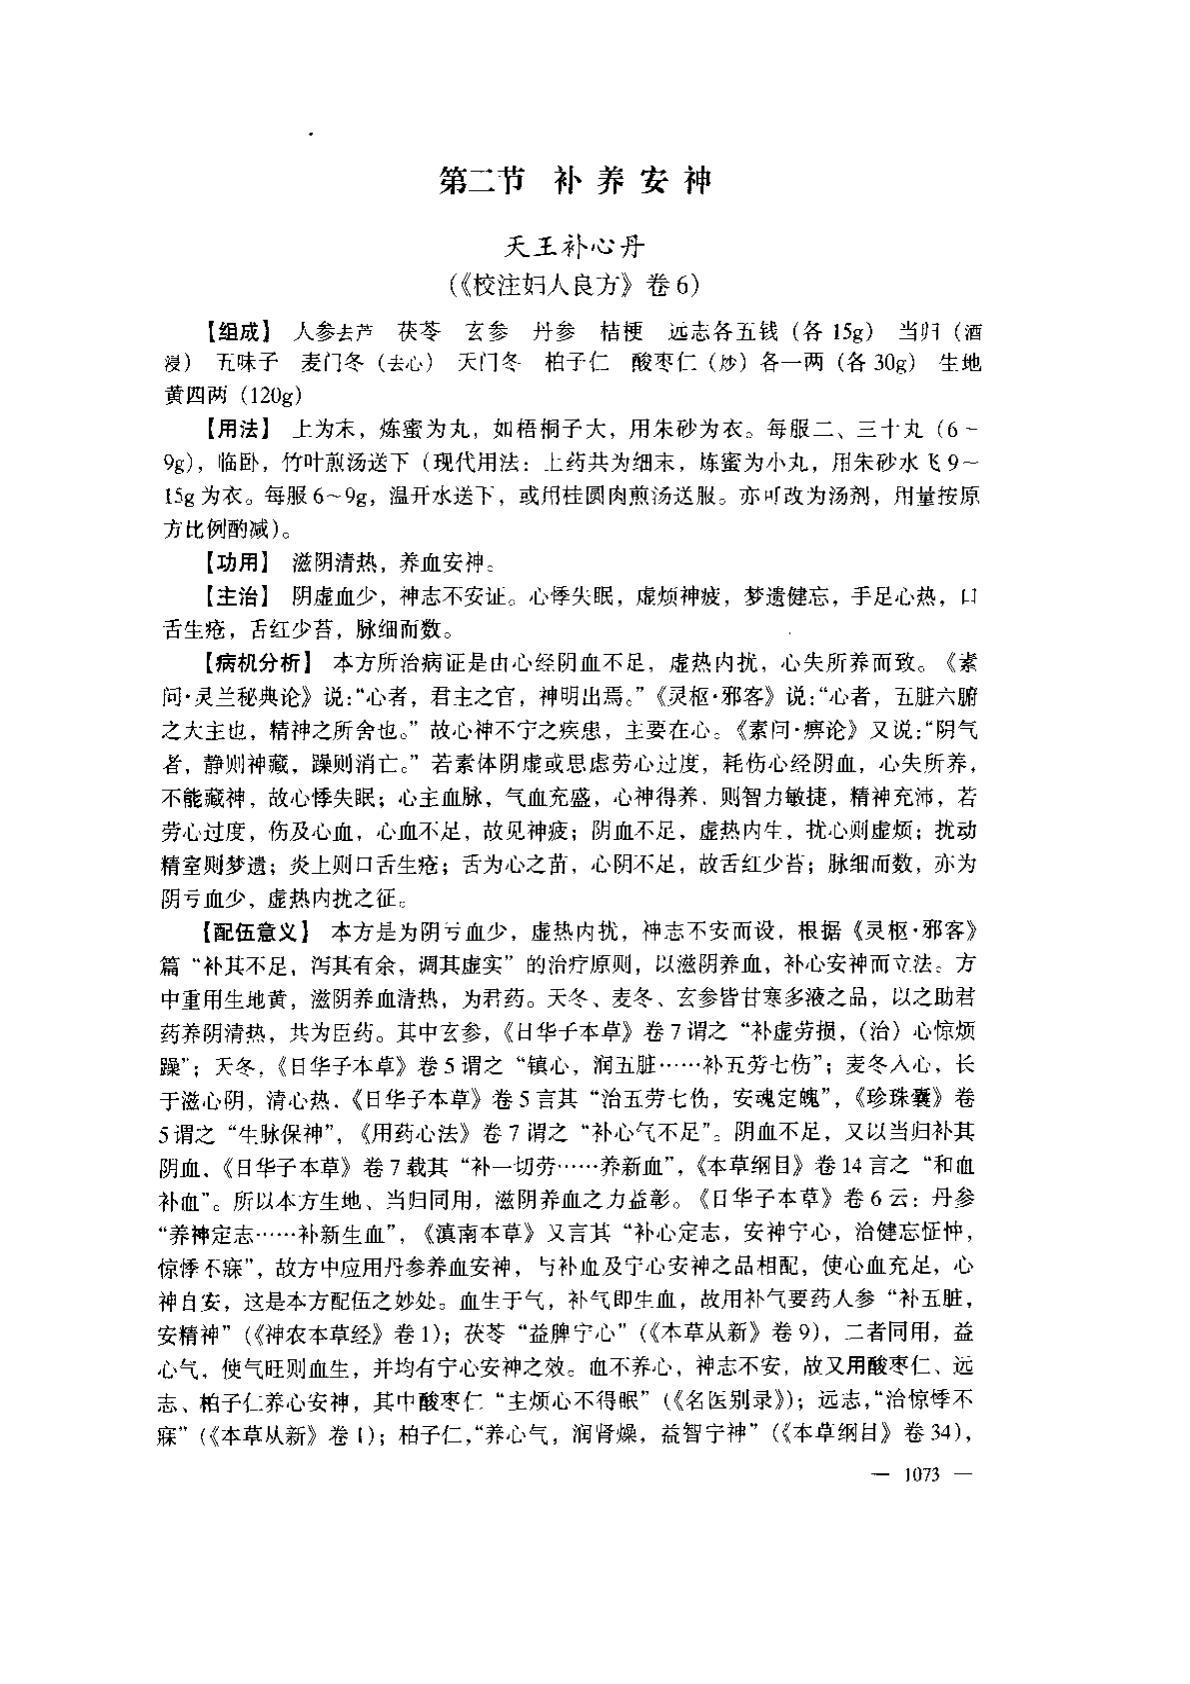 第二节 补养安神
天王补心丹
(《校注妇人良方》卷6)
【组成】 人参去芦 茯苓 玄参 丹参 桔梗 远志各五钱(各15g) 当归(酒
浸) 五味子 麦门冬(去心) 天门冬 柏子仁 酸枣仁(炒)各一两(各30g) 生地
黄四两(120g)
【用法】 上为末,炼蜜为丸,如梧桐子大,用朱砂为衣。每服二、三十丸(6~
9g),临卧,竹叶煎汤送下(现代用法:上药共为细末,炼蜜为小丸,用朱砂水飞9~
15g为衣。每服6~9g,温开水送下,或用桂圆肉煎汤送服。亦可改为汤剂,用量按原
方比例酌减)。
【功用】 滋阴清热,养血安神。
【主治】 阴虚血少,神志不安证。心悸失眠,虚烦神疲,梦遗健忘,手足心热,口
舌生疮,舌红少苔,脉细而数。
【病机分析】 本方所治病证是由心经阴血不足,虚热内扰,心失所养而致。《素
问·灵兰秘典论》说:“心者,君主之官,神明出焉。”《灵枢·邪客》说:“心者,五脏六腑
之大主也,精神之所舍也。”故心神不宁之疾患,主要在心。《素问·痹论》又说:“阴气
者,静则神藏,躁则消亡。”若素体阴虚或思虑劳心过度,耗伤心经阴血,心失所养,
不能藏神,故心悸失眠;心主血脉,气血充盛,心神得养,则智力敏捷,精神充沛,若
劳心过度,伤及心血,心血不足,故见神疲;阴血不足,虚热内生,扰心则虚烦;扰动
精室则梦遗;炎上则口舌生疮;舌为心之苗,心阴不足,故舌红少苔;脉细而数,亦为
阴亏血少,虚热内扰之征。
【配伍意义】 本方是为阴亏血少,虚热内扰,神志不安而设,根据《灵枢·邪客》
篇“补其不足,泻其有余,调其虚实”的治疗原则,以滋阴养血,补心安神而立法。方
中重用生地黄,滋阴养血清热,为君药。天冬、麦冬、玄参皆甘寒多液之品,以之助君
药养阴清热,共为臣药。其中玄参,《日华子本草》卷7谓之“补虚劳损,(治)心惊烦
躁”;天冬,《日华子本草》卷5谓之“镇心,润五脏……补五劳七伤”;麦冬入心,长
于滋心阴,清心热,《日华子本草》卷5言其“治五劳七伤,安魂定魄”,《珍珠囊》卷
5谓之“生脉保神”,《用药心法》卷7谓之“补心气不足”。阴血不足,又以当归补其
阴血、《日华子本草》卷7载其“补一切劳……养新血”,《本草纲目》卷14言之“和血
补血”。所以本方生地、当归同用,滋阴养血之力益彰。《日华子本草》卷6云:丹参
“养神定志……补新生血”,《滇南本草》又言其“补心定志,安神宁心,治健忘怔忡,
惊悸不寐”,故方中应用丹参养血安神,与补血及宁心安神之品相配,使心血充足,心
神自安,这是本方配伍之妙处。血生于气,补气即生血,故用补气要药人参“补五脏,
安精神”(《神农本草经》卷1);茯苓“益脾宁心”(《本草从新》卷9),二者同用,益
心气,使气旺则血生,并均有宁心安神之效。血不养心,神志不安,故又用酸枣仁、远
志、柏子仁养心安神,其中酸枣仁“主烦心不得眠”(《名医别录》);远志,“治惊悸不
寐”(《本草从新》卷1);柏子仁,“养心气,润肾燥,益智宁神”(《本草纲目》卷34),
— 1073 —